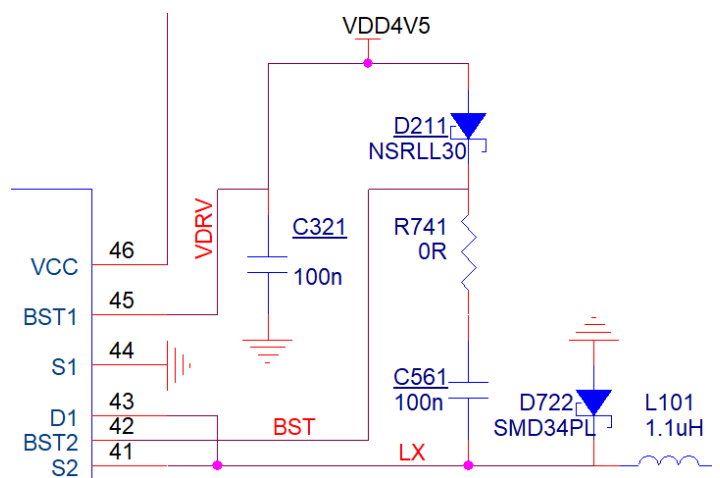 VDD4V5
D211
NSRLL30
VDRV
C321
100n
R741
0R
46
VCC
45
BST1
44
S1
43
D1
42
BST2
41
S2
BST
LX
C561
100n
D722
SMD34PL
L101
1.1uH